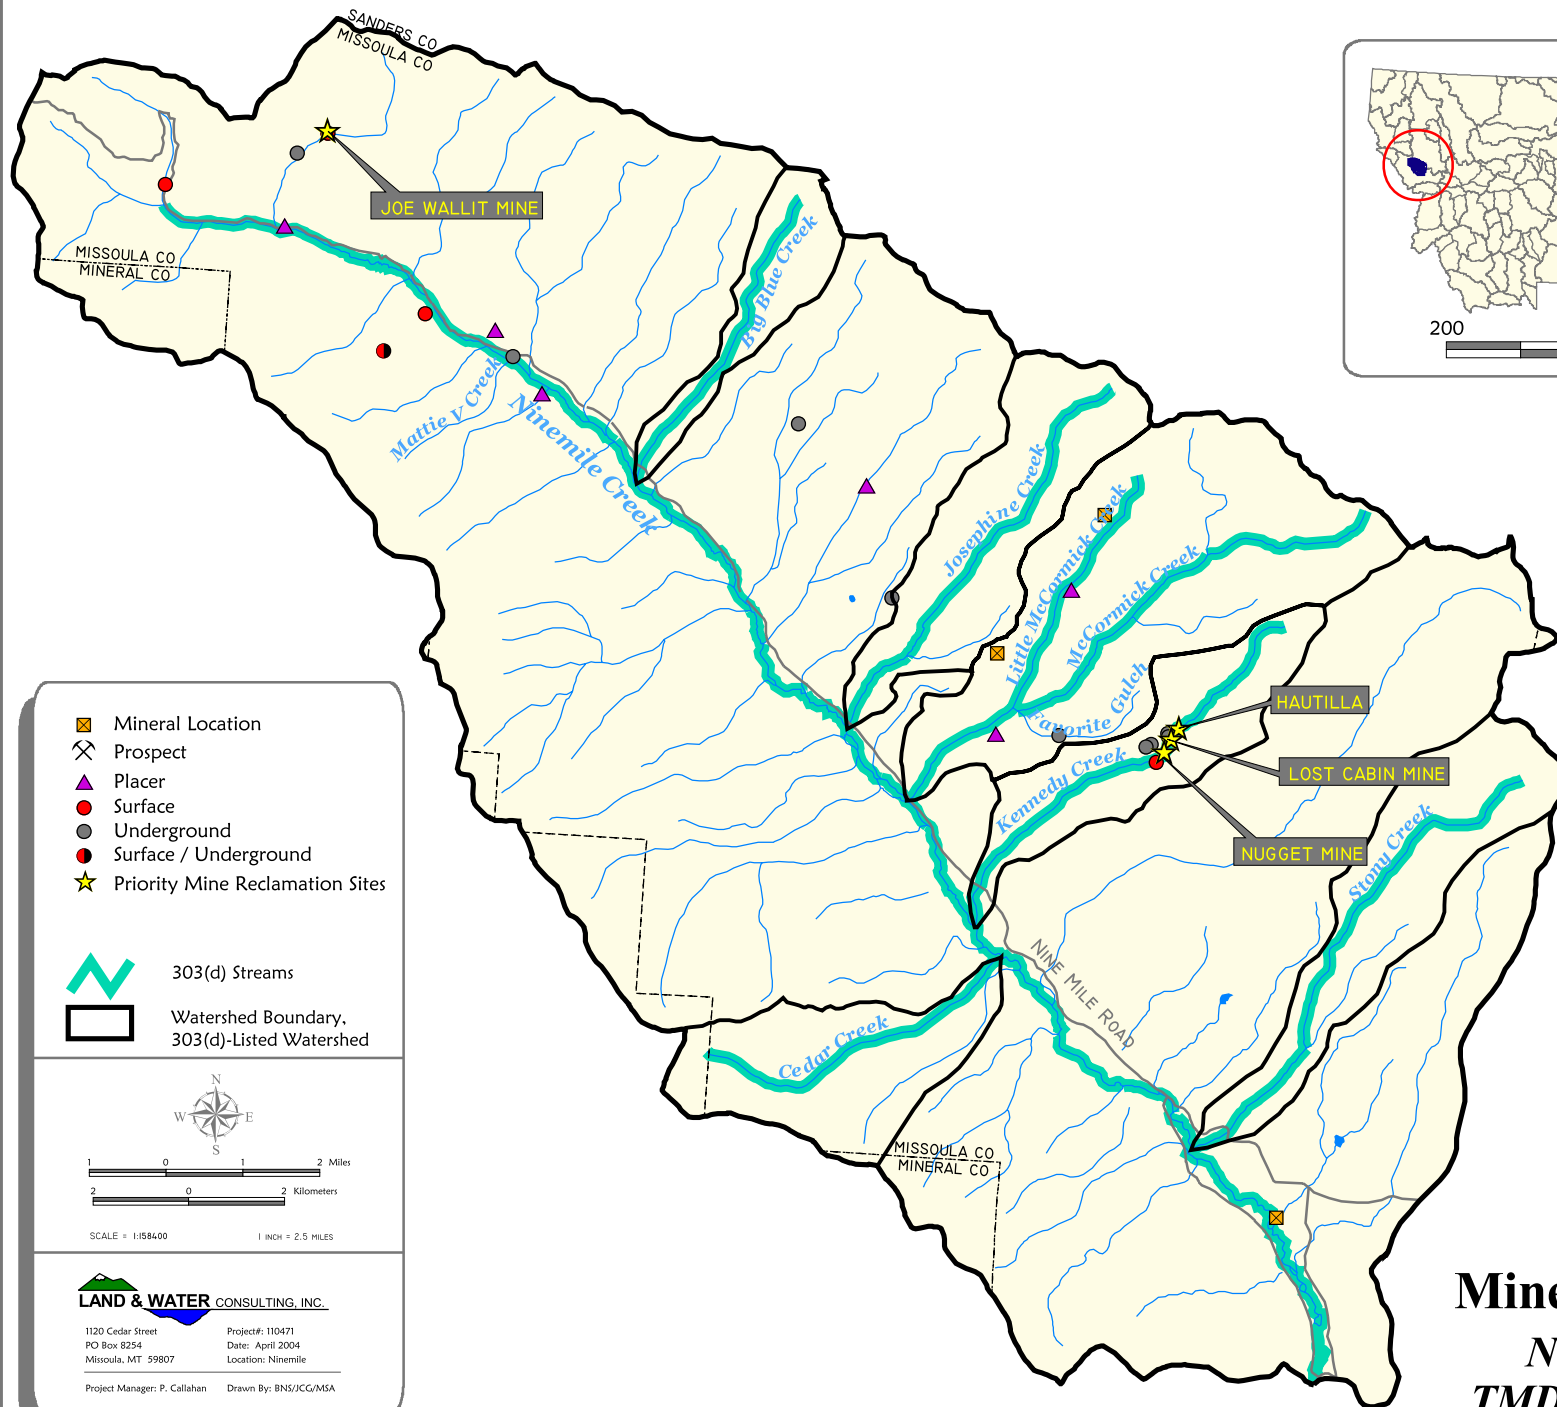 SANDERS CO
MISSOULA CO
JOE WALLIT MINE
MISSOULA CO
MINERAL CO
Big Blue Creek
Mattie V Creek
Ninemile Creek
200
Josephine Creek
Little McCormick Creek
McCormick Creek
Favorite Gulch
HAUTILLA
Kennedy Creek
LOST CABIN MINE
NUGGET MINE
Stony Creek
NINE MILE ROAD
Cedar Creek
MISSOULA CO
MINERAL CO
Mineral Location
Prospect
Placer
Surface
Underground
Surface / Underground
Priority Mine Reclamation Sites
303(d) Streams
Watershed Boundary,
303(d)-Listed Watershed
N
W E
S
1 0 1 2 Miles
2 0 2 Kilometers
SCALE = 1:158400 1 INCH = 2.5 MILES
LAND & WATER CONSULTING, INC.
1120 Cedar Street Project#: 110471
PO Box 8254 Date: April 2004
Missoula, MT 59807 Location: Ninemile
Project Manager: P. Callahan Drawn By: BNS/JCG/MSA
Mine
N
TMD